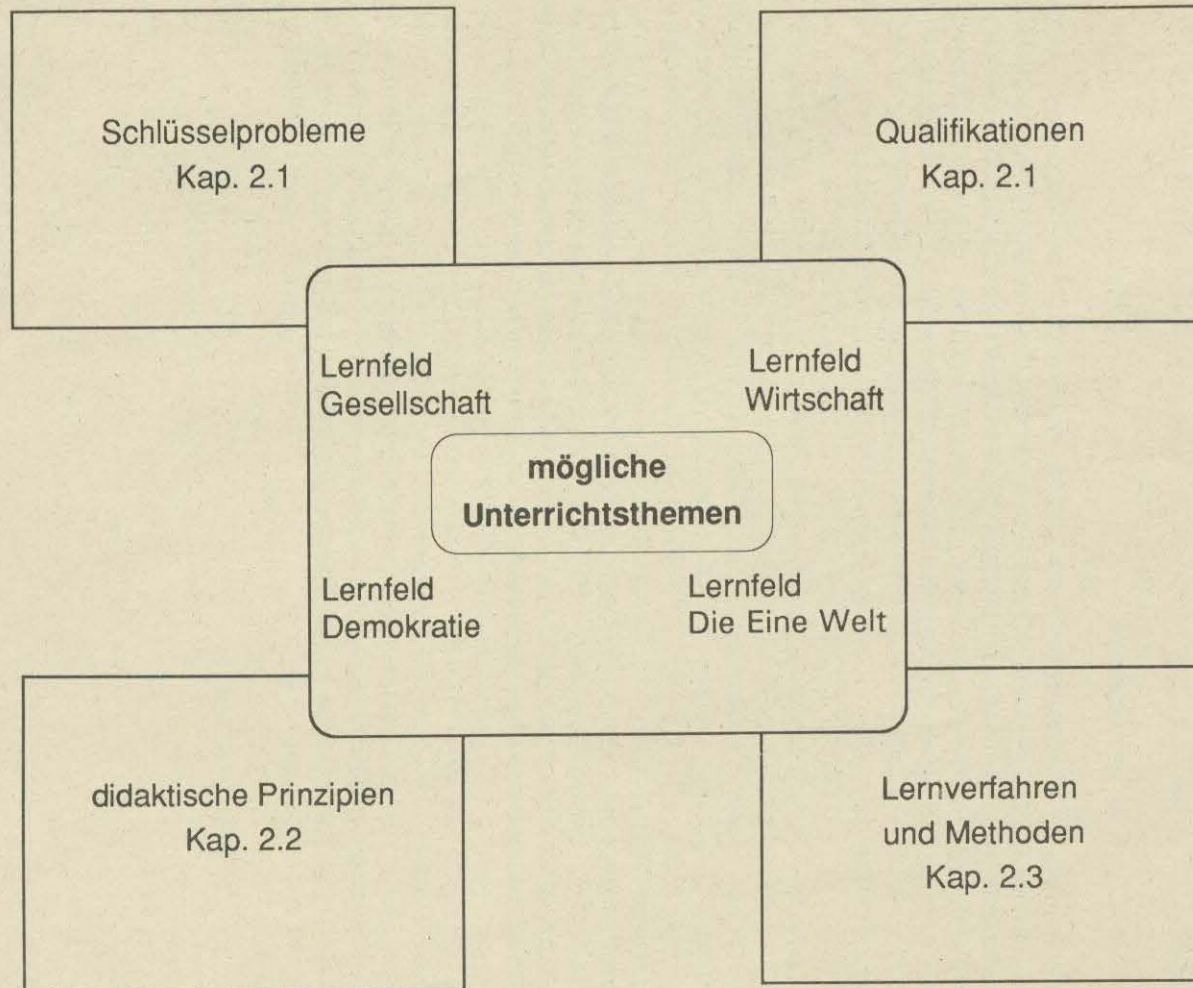 Schlüsselprobleme
Kap. 2.1
Qualifikationen
Kap. 2.1
Lernfeld
Gesellschaft
Lernfeld
Wirtschaft
mögliche
Unterrichtsthemen
Lernfeld
Demokratie
Lernfeld
Die Eine Welt
didaktische Prinzipien
Kap. 2.2
Lernverfahren
und Methoden
Kap. 2.3